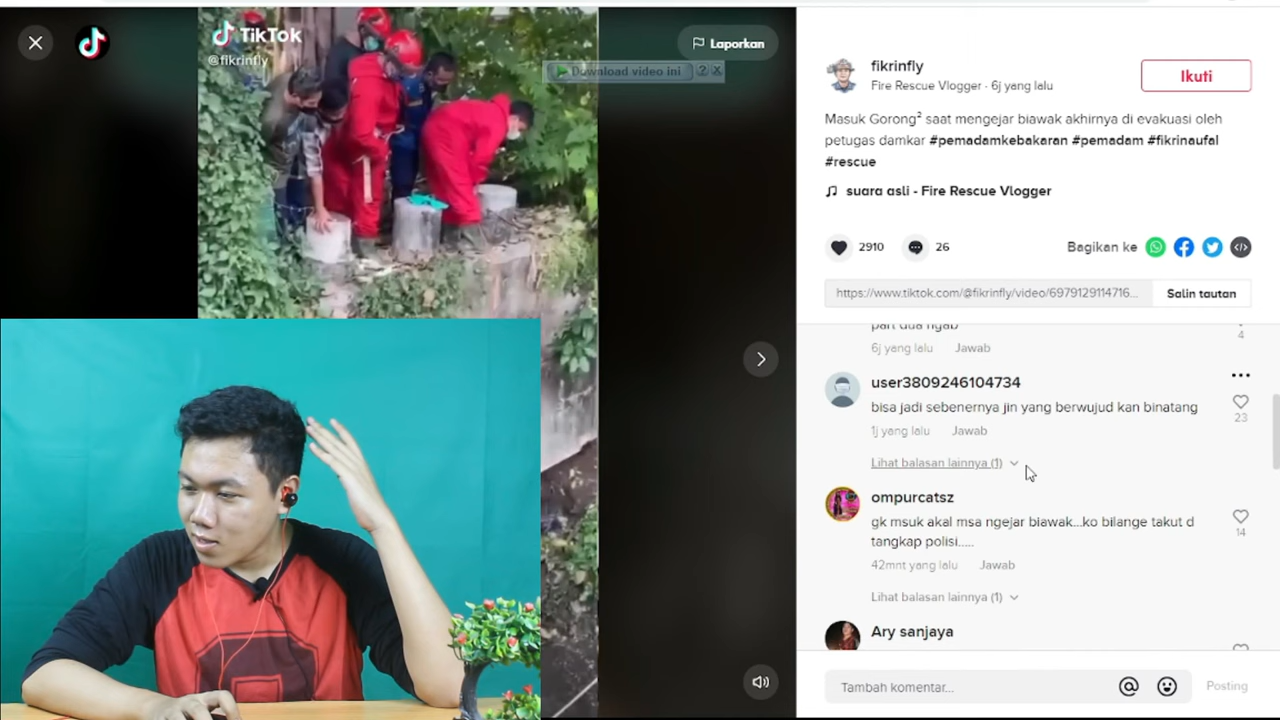 TikTok
@fikrinfly
Laporkan
Download video ini
fikrinfly
Fire Rescue Vlogger · 6j yang lalu
Ikuti
Masuk Gorong² saat mengejar biawak akhirnya di evakuasi oleh
petugas damkar #pemadamkebakaran #pemadam #fikrinaufal
#rescue
suara asli - Fire Rescue Vlogger
2910
26
Bagikan ke
https://www.tiktok.com/@fikrinfly/video/6979129114716...
Salin tautan
part dua ngab
4
6j yang lalu
Jawab
user3809246104734
bisa jadi sebenernya jin yang berwujud kan binatang
23
1j yang lalu
Jawab
Lihat balasan lainnya (1)
ompurcatsz
gk msuk akal msa ngejar biawak...ko bilange takut d
tangkap polisi.....
14
42mnt yang lalu
Jawab
Lihat balasan lainnya (1)
Ary sanjaya
Tambah komentar...
Posting